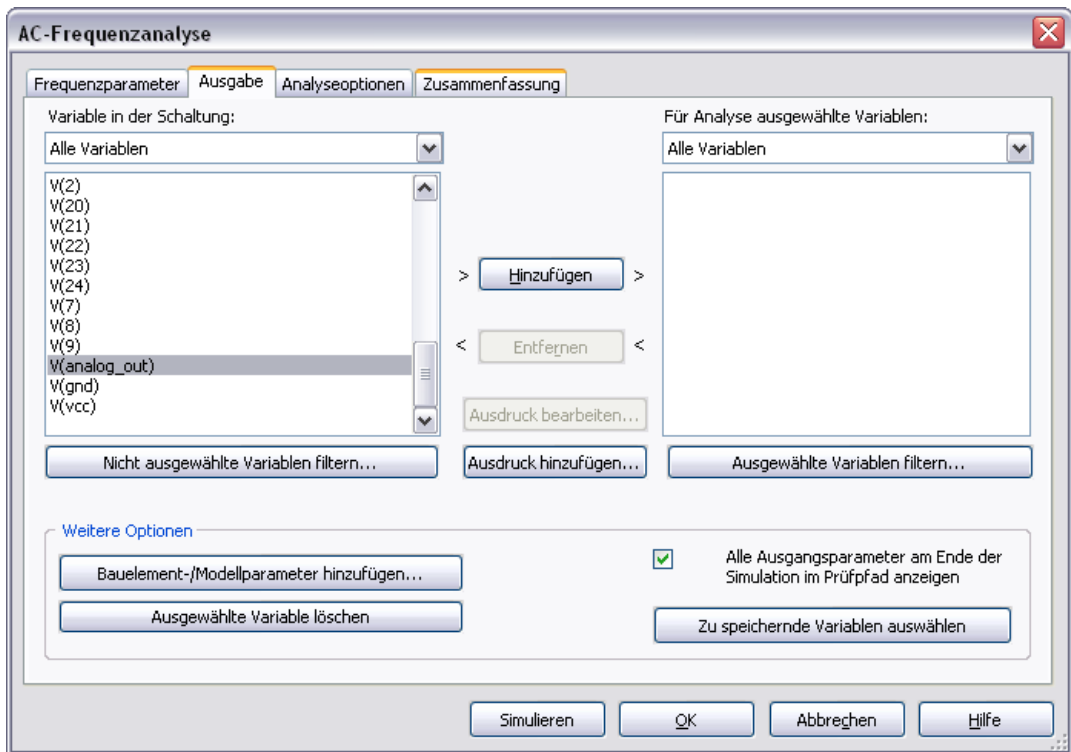 AC-Frequenzanalyse
Frequenzparameter Ausgabe Analyseoptionen Zusammenfassung
Variable in der Schaltung:
Für Analyse ausgewählte Variablen:
Alle Variablen
Alle Variablen
V(2)
V(20)
V(21)
V(22)
V(23)
V(24)
V(7)
V(8)
V(9)
V(analog_out)
V(gnd)
V(vcc)
> Hinzufügen >
< Entfernen <
Ausdruck bearbeiten...
Nicht ausgewählte Variablen filtern...
Ausdruck hinzufügen...
Ausgewählte Variablen filtern...
Weitere Optionen
Bauelement-/Modellparameter hinzufügen...
Ausgewählte Variable löschen
Alle Ausgangsparameter am Ende der
Simulation im Prüfpfad anzeigen
Zu speichernde Variablen auswählen
Simulieren OK Abbrechen Hilfe